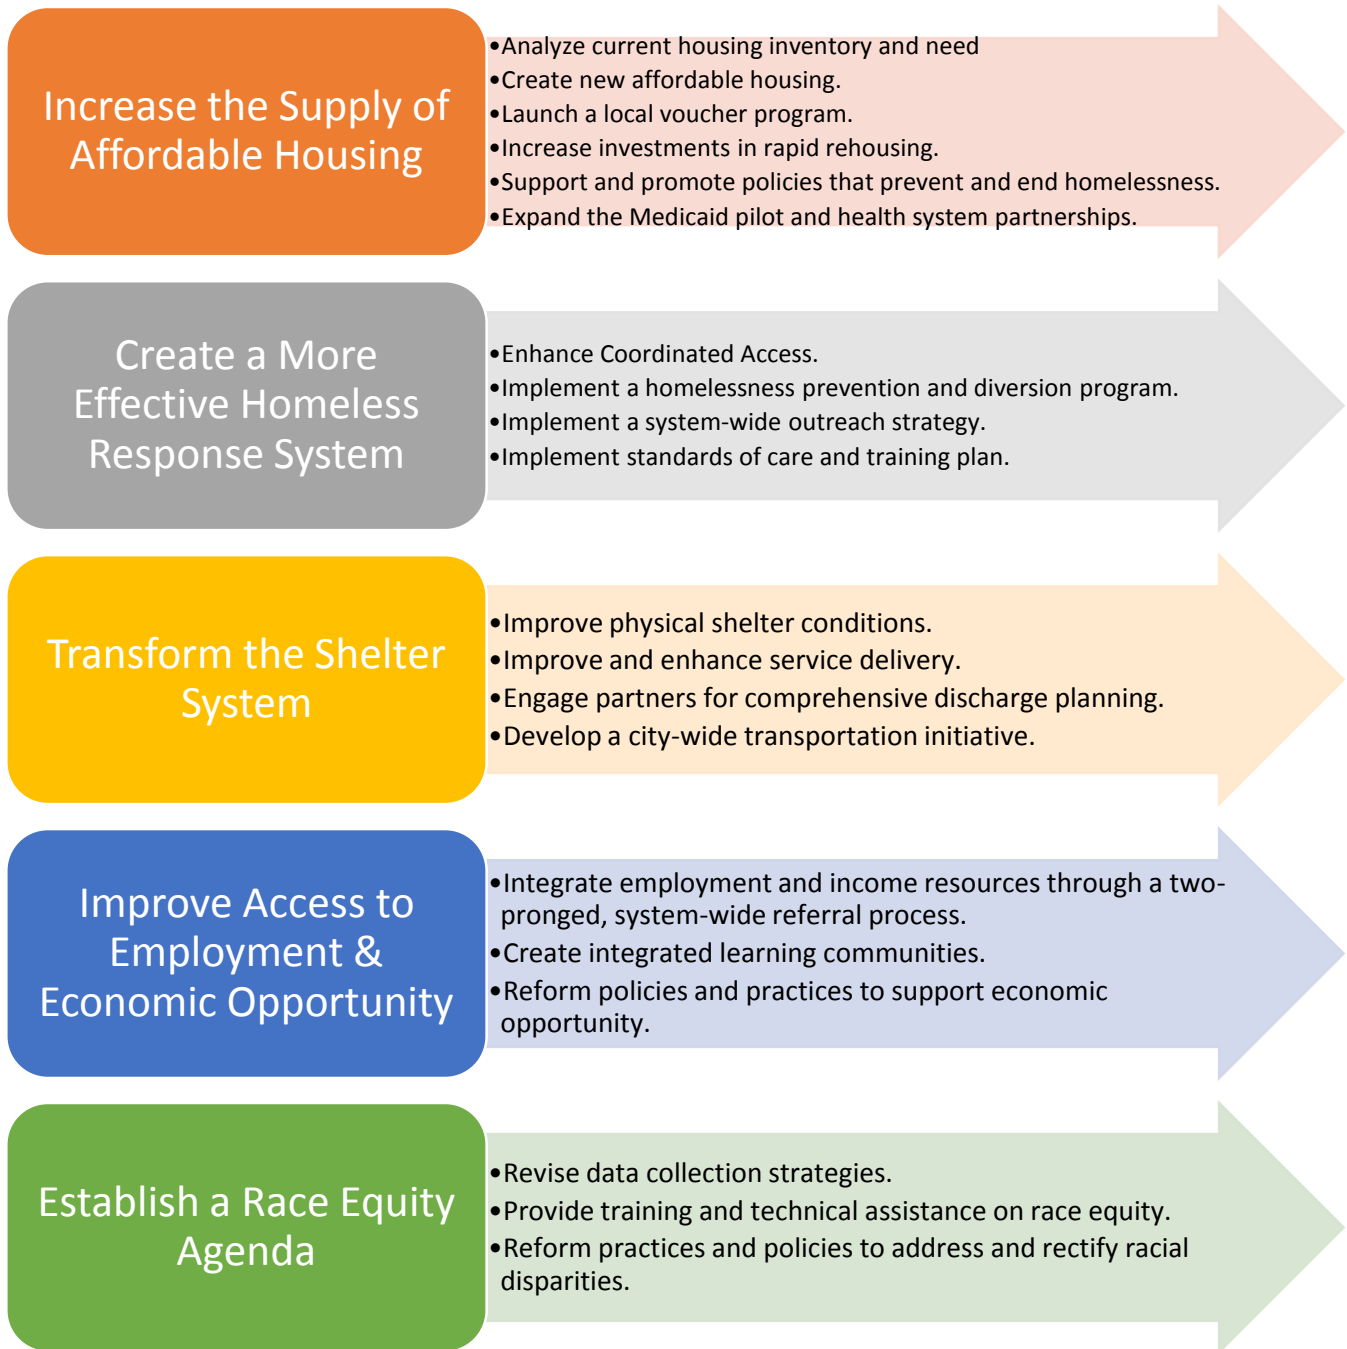 Increase the Supply of
Affordable Housing
•Analyze current housing inventory and need
•Create new affordable housing.
•Launch a local voucher program.
•Increase investments in rapid rehousing.
•Support and promote policies that prevent and end homelessness.
•Expand the Medicaid pilot and health system partnerships.
Create a More
Effective Homeless
Response System
•Enhance Coordinated Access.
•Implement a homelessness prevention and diversion program.
•Implement a system-wide outreach strategy.
•Implement standards of care and training plan.
Transform the Shelter
System
•Improve physical shelter conditions.
•Improve and enhance service delivery.
•Engage partners for comprehensive discharge planning.
•Develop a city-wide transportation initiative.
Improve Access to
Employment &
Economic Opportunity
•Integrate employment and income resources through a two-
pronged, system-wide referral process.
•Create integrated learning communities.
•Reform policies and practices to support economic
opportunity.
Establish a Race Equity
Agenda
•Revise data collection strategies.
•Provide training and technical assistance on race equity.
•Reform practices and policies to address and rectify racial
disparities.